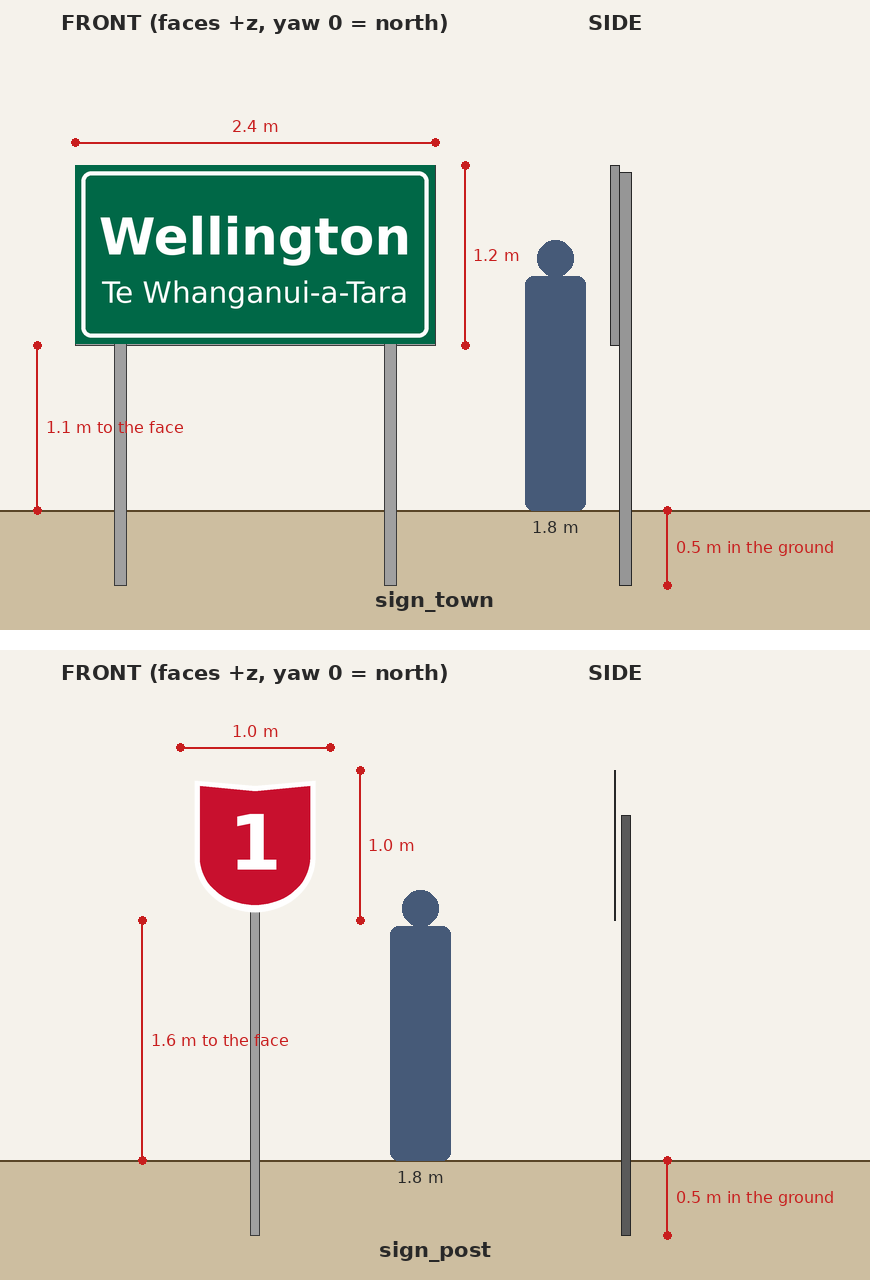 FRONT (faces +z, yaw 0 = north)
SIDE
2.4 m
Wellington
Te Whanganui-a-Tara
1.2 m
1.1 m to the face
1.8 m
0.5 m in the ground
sign_town
FRONT (faces +z, yaw 0 = north)
SIDE
1.0 m
1
1.0 m
1.6 m to the face
1.8 m
0.5 m in the ground
sign_post